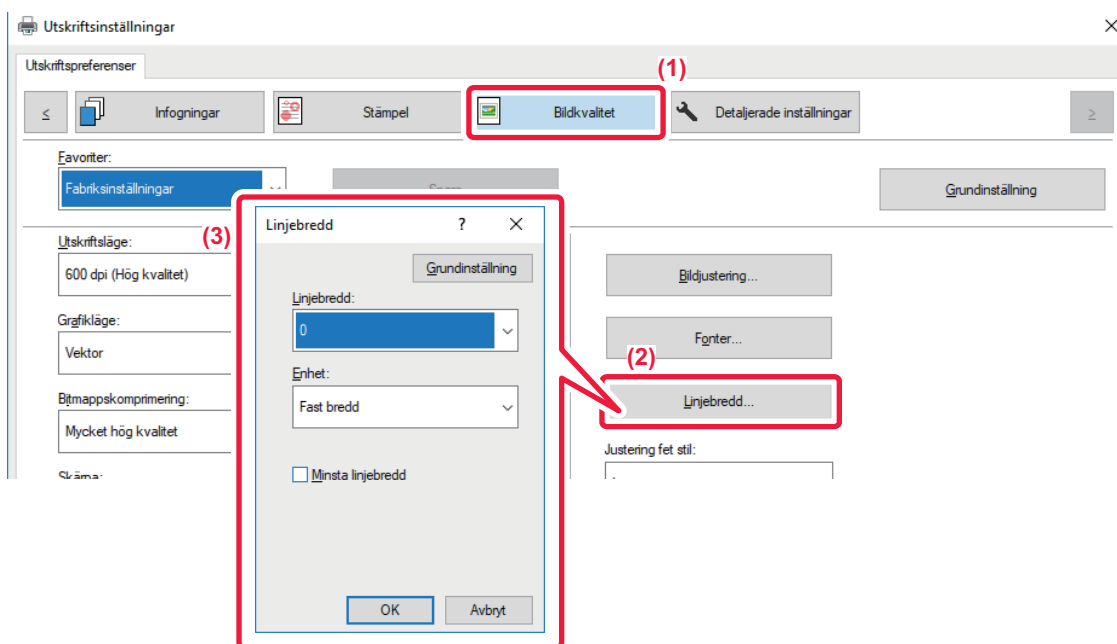 Utskriftsinställningar
Utskriftspreferenser
(1)
≤ Infogningar Stämpel Bildkvalitet Detaljerade inställningar ≥
Favoriter:
Fabriksinställningar
Grundinställning
(3)
Linjebredd ?
Grundinställning
Linjebredd:
0
Enhet:
Fast bredd
Minsta linjebredd
OK Avbryt
Utskriftsläge:
600 dpi (Hög kvalitet)
Grafikläge:
Vektor
Bitmappskomprimering:
Mycket hög kvalitet
Skärpa:
Bildjustering...
Fonter...
(2)
Linjebredd...
Justering fet stil: